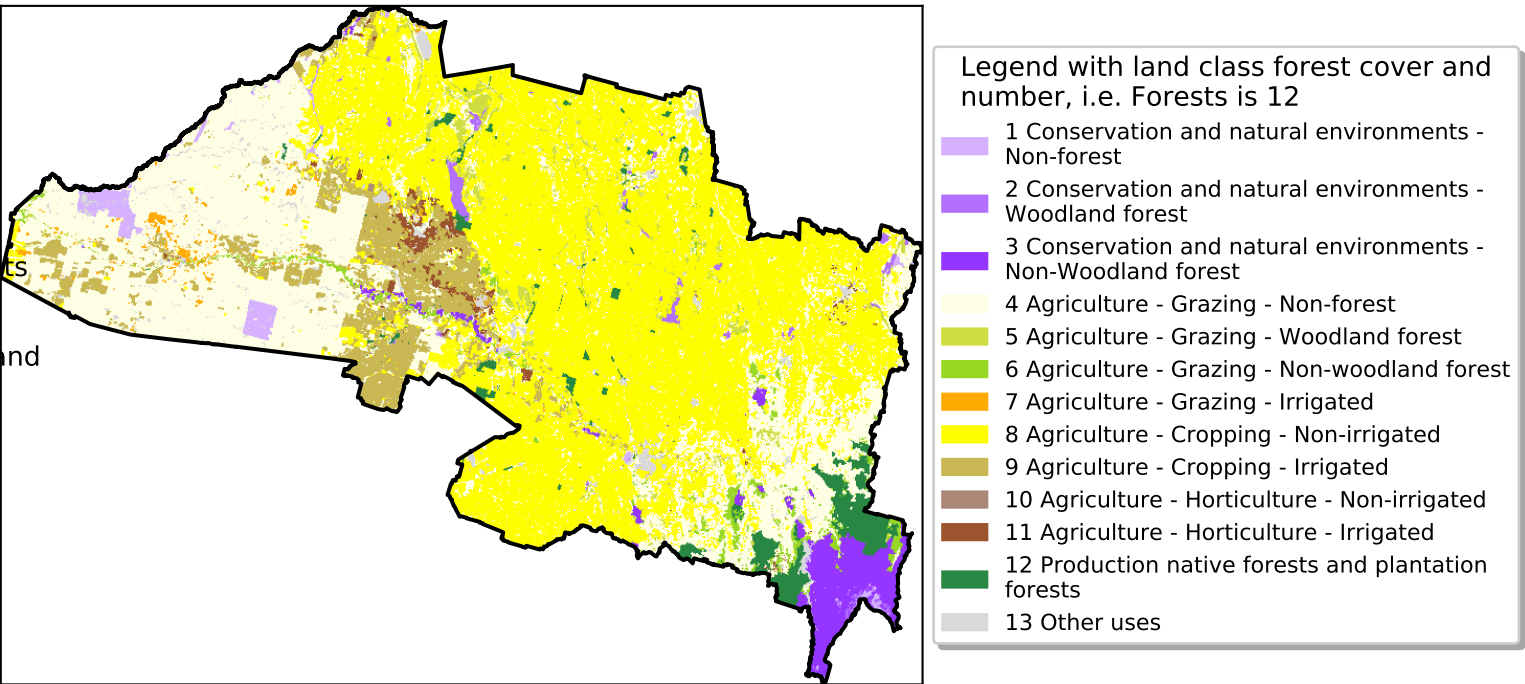 ts
and
Legend with land class forest cover and
number, i.e. Forests is 12
1 Conservation and natural environments -
Non-forest
2 Conservation and natural environments -
Woodland forest
3 Conservation and natural environments -
Non-Woodland forest
4 Agriculture - Grazing - Non-forest
5 Agriculture - Grazing - Woodland forest
6 Agriculture - Grazing - Non-woodland forest
7 Agriculture - Grazing - Irrigated
8 Agriculture - Cropping - Non-irrigated
9 Agriculture - Cropping - Irrigated
10 Agriculture - Horticulture - Non-irrigated
11 Agriculture - Horticulture - Irrigated
12 Production native forests and plantation
forests
13 Other uses